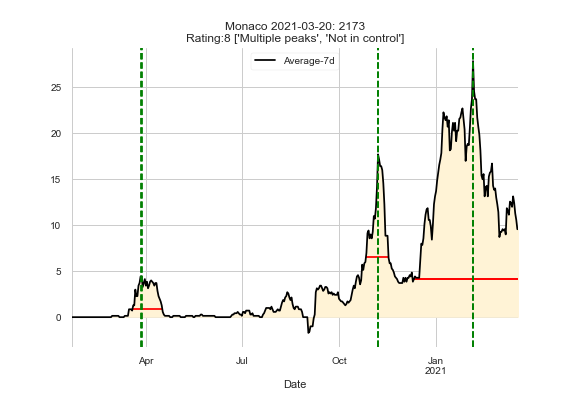 Monaco 2021-03-20: 2173
Rating:8 ['Multiple peaks', 'Not in control']
Average-7d
25
20
15
10
5
0
Apr
Jul
Oct
Jan
2021
Date